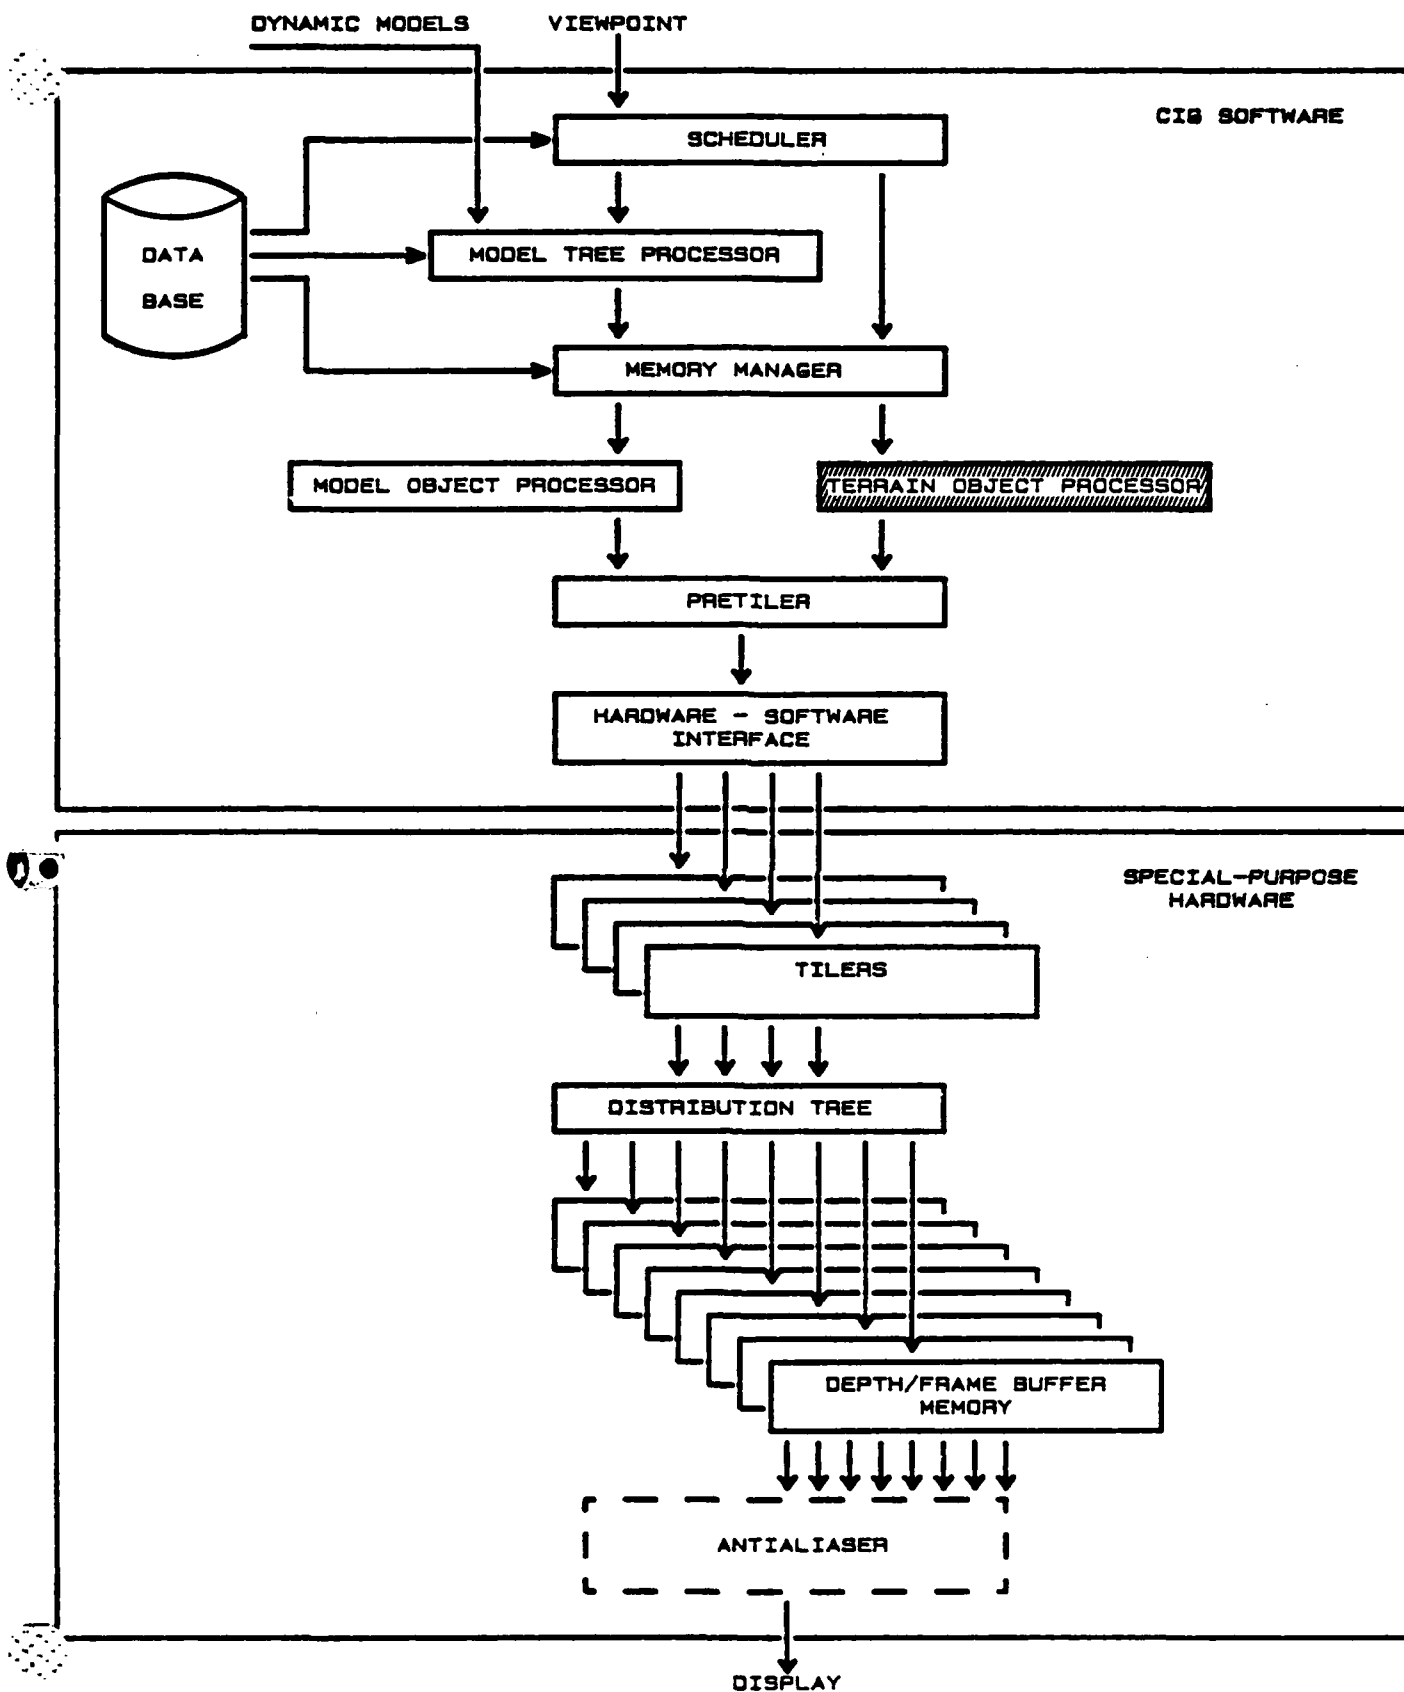 DYNAMIC MODELS
VIEWPOINT
CIG SOFTWARE
SCHEDULER
DATA
BASE
MODEL TREE PROCESSOR
MEMORY MANAGER
MODEL OBJECT PROCESSOR
TERRAIN OBJECT PROCESSOR
PRETILER
HARDWARE - SOFTWARE
INTERFACE
SPECIAL-PURPOSE
HARDWARE
TILERS
DISTRIBUTION TREE
DEPTH/FRAME BUFFER
MEMORY
ANTIALIASER
DISPLAY